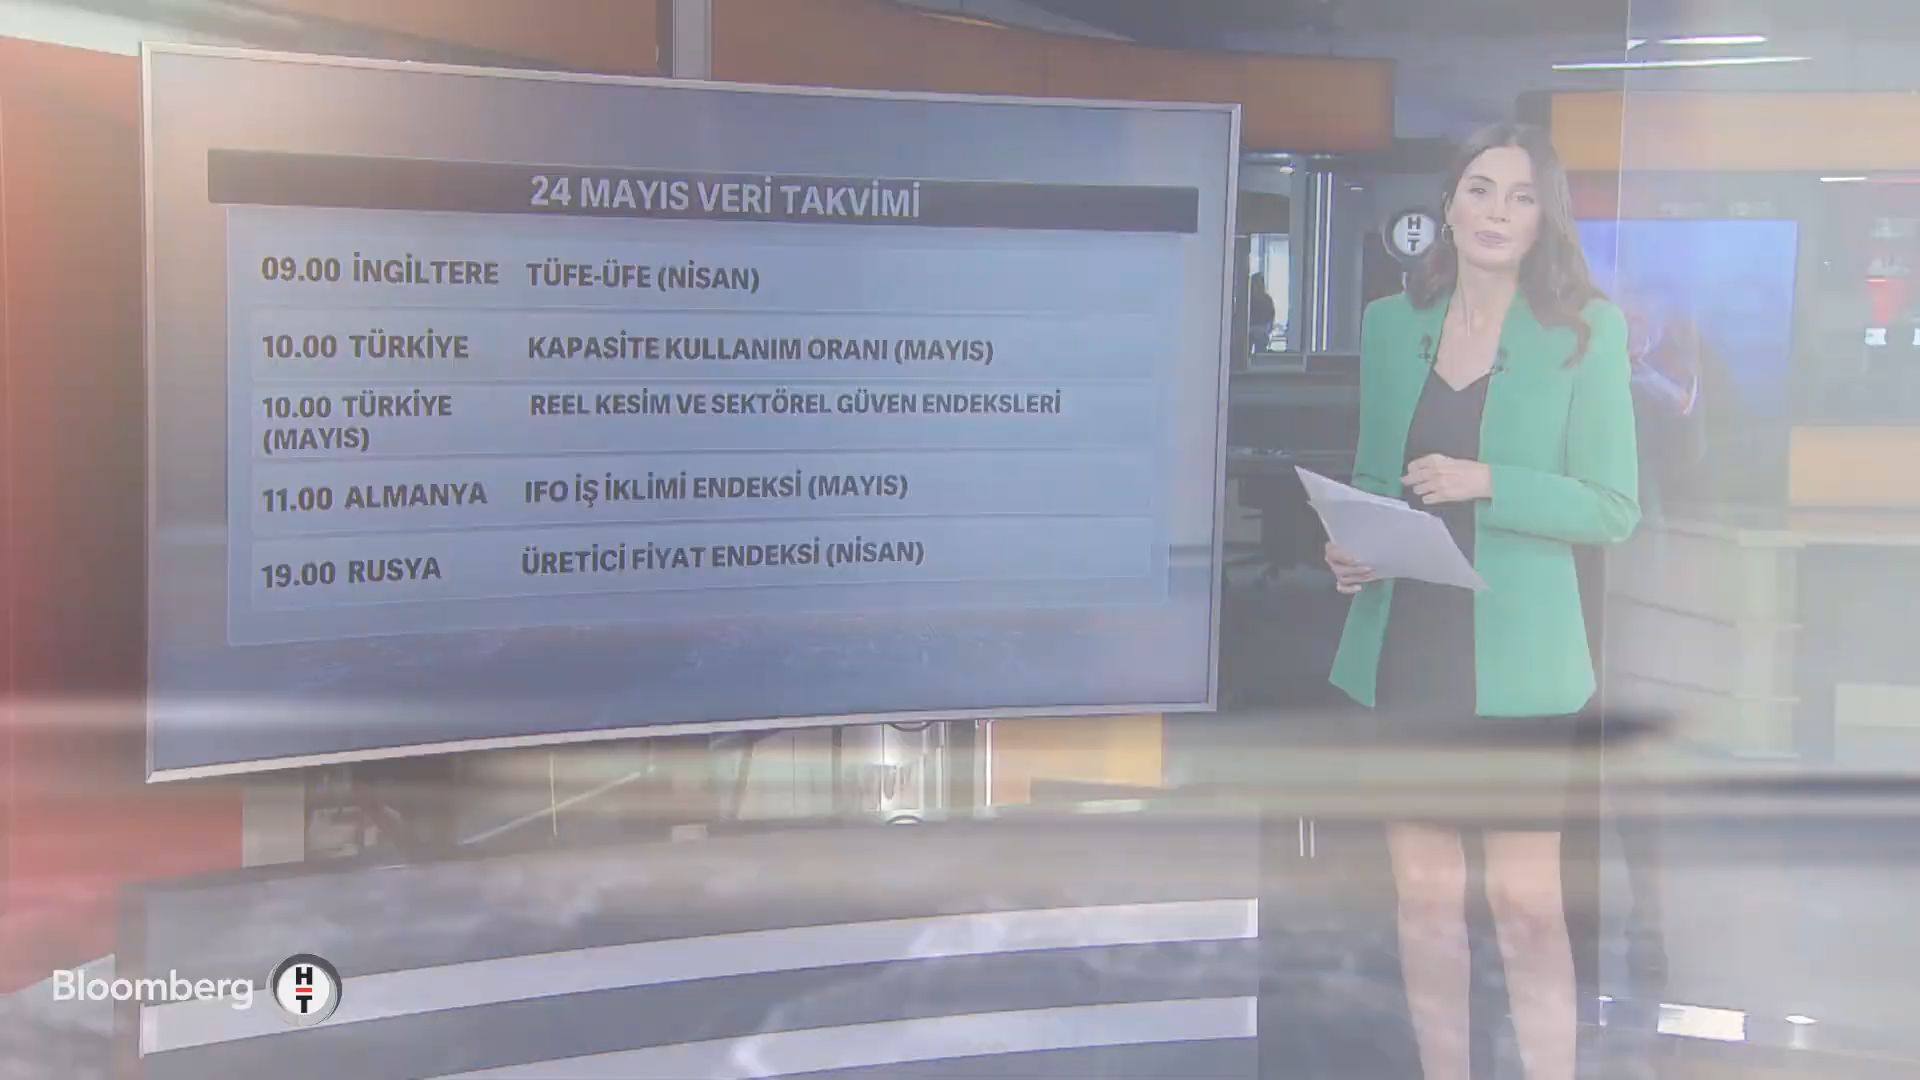 24 MAYIS VERİ TAKVİMİ
09.00 İNGİLTERE TÜFE-ÜFE (NİSAN)
10.00 TÜRKİYE KAPASİTE KULLANIM ORANI (MAYIS)
10.00 TÜRKİYE REEL KESİM VE SEKTÖREL GÜVEN ENDEKSLERİ
(MAYIS)
11.00 ALMANYA IFO İŞ İKLİMİ ENDEKSİ (MAYIS)
19.00 RUSYA ÜRETİCİ FİYAT ENDEKSİ (NİSAN)
H
T
Bloomberg
H
T